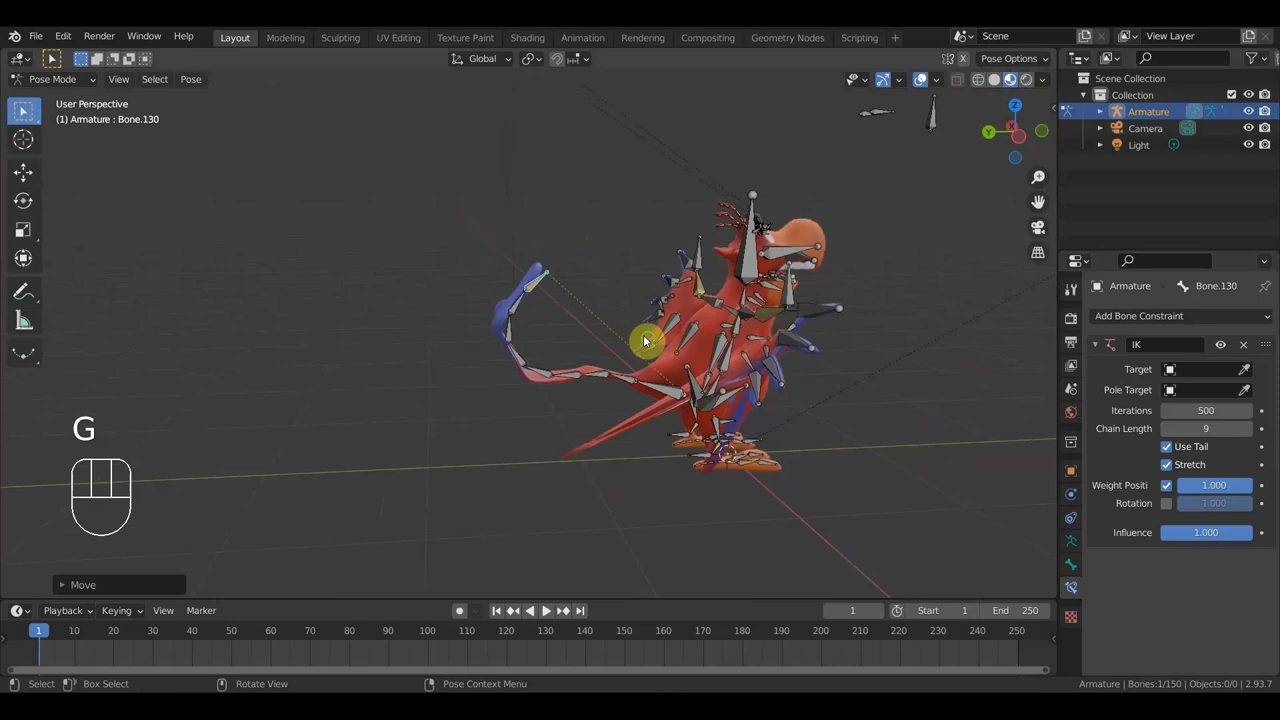 File Edit Render Window Help Layout Modeling Sculpting UV Editing Texture Paint Shading Animation Rendering Compositing Geometry Nodes Scripting + Scene View Layer
Global Pose Options
Pose Mode View Select Pose
Scene Collection
Collection
Armature
Camera
Light
User Perspective
(1) Armature : Bone.130
Z
Y
X
Armature Bone.130
Add Bone Constraint
IK
Target
Pole Target
Iterations 500
Chain Length 9
Use Tail
Stretch
Weight Positi 1.000
Rotation 1.000
Influence 1.000
G
Move
Playback Keying View Marker 1 Start 1 End 250
1 10 20 30 40 50 60 70 80 90 100 110 120 130 140 150 160 170 180 190 200 210 220 230 240 250
Select Box Select Rotate View Pose Context Menu Armature | Bones:1/150 | Objects:0/0 | 2.93.7